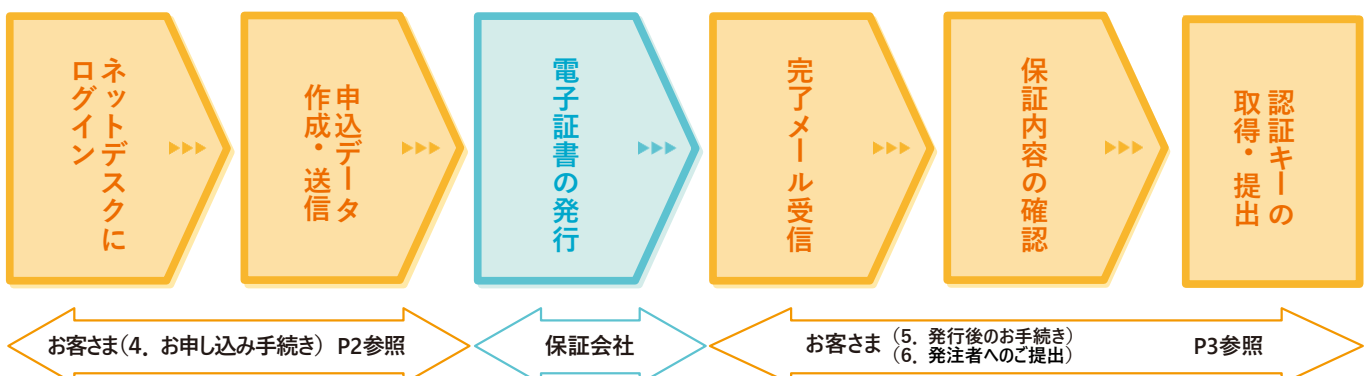 ネットデスクに
ログイン
申込データ
作成・送信
電子証書の発行
完了メール受信
保証内容の確認
認証キーの
取得・提出
お客さま（4．お申し込み手続き） P2参照
保証会社
お客さま（5．発行後のお手続き）
（6．発注者へのご提出）
P3参照